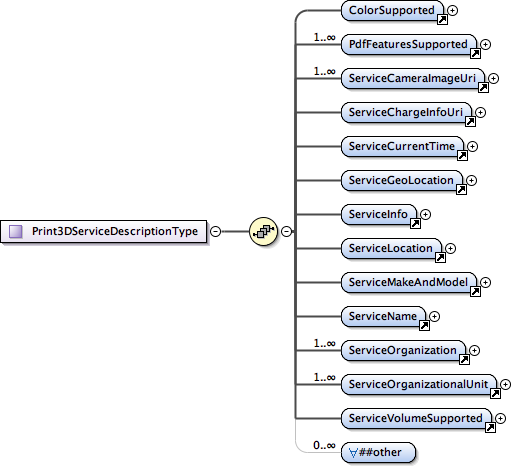 ColorSupported
1..∞
PdfFeaturesSupported
1..∞
ServiceCameraImageUri
ServiceChargeInfoUri
ServiceCurrentTime
ServiceGeoLocation
ServiceInfo
Print3DServiceDescriptionType
ServiceLocation
ServiceMakeAndModel
ServiceName
1..∞
ServiceOrganization
1..∞
ServiceOrganizationalUnit
ServiceVolumeSupported
0..∞
∀##other